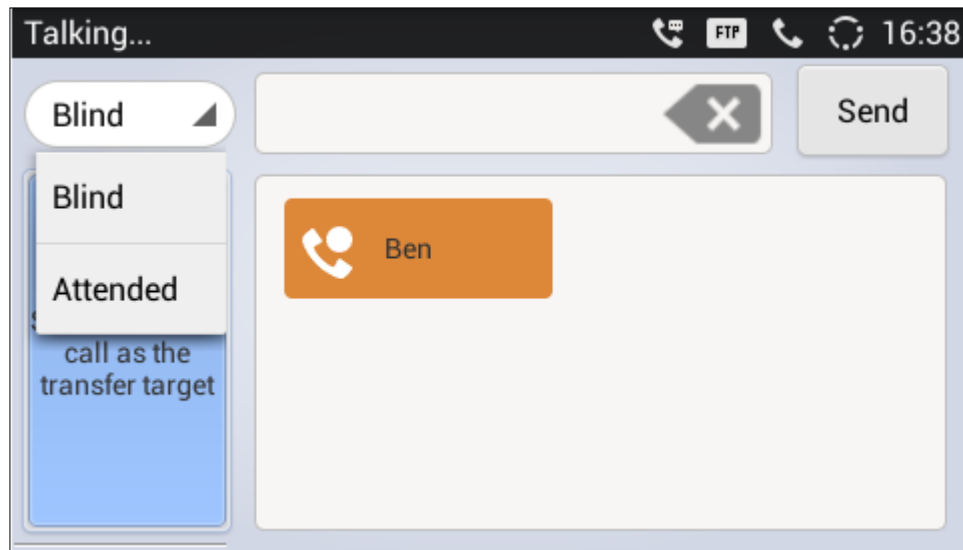 Talking...
FTP
16:38
Blind
Send
Blind
Attended
Ben
call as the
transfer target